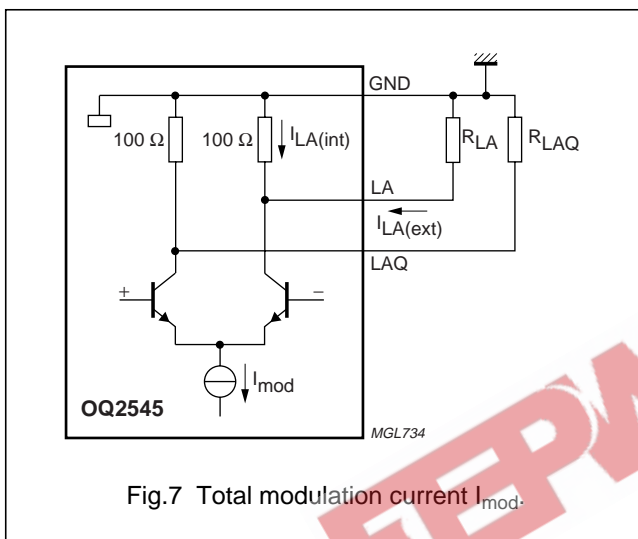 GND
100 Ω
100 Ω
I_LA(int)
R_LA
R_LAQ
LA
I_LA(ext)
LAQ
+
−
I_mod
OQ2545
MGL734
Fig.7 Total modulation current I_mod.